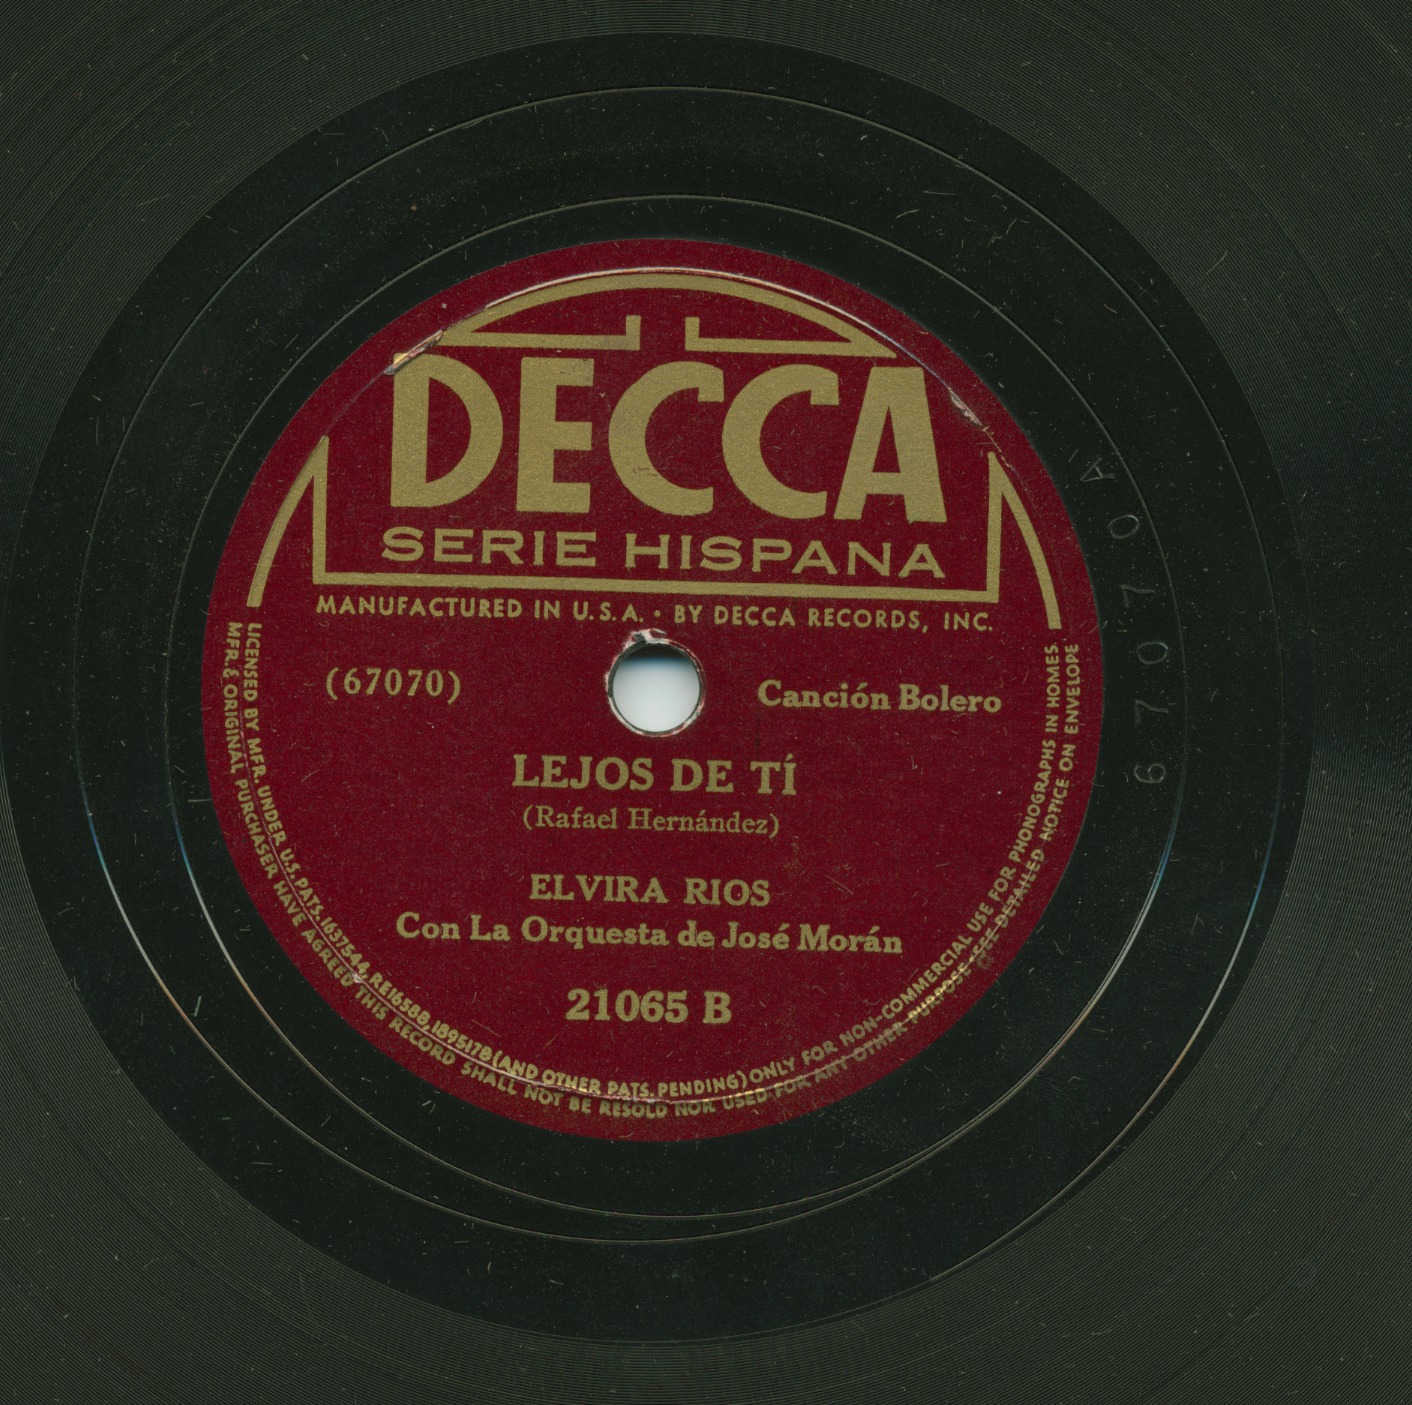 DECCA
SERIE HISPANA
MANUFACTURED IN U.S.A. · BY DECCA RECORDS, INC.
(67070)
Canción Bolero
LEJOS DE TÍ
(Rafael Hernández)
ELVIRA RIOS
Con La Orquesta de José Morán
21065 B
LICENSED BY MFR. UNDER U.S. PATS. 1637544, RE16588, 1895178 (AND OTHER PATS. PENDING) ONLY FOR NON-COMMERCIAL USE FOR PHONOGRAPHS IN HOMES.
MFR. & ORIGINAL PURCHASER HAVE AGREED THIS RECORD SHALL NOT BE RESOLD NOR USED FOR ANY OTHER PURPOSE. SEE DETAILED NOTICE ON ENVELOPE
67070A